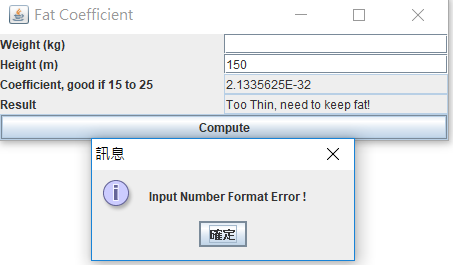 Fat Coefficient
Weight (kg)
Height (m) 150
Coefficient, good if 15 to 25 2.1335625E-32
Result Too Thin, need to keep fat!
Compute
訊息
Input Number Format Error !
確定